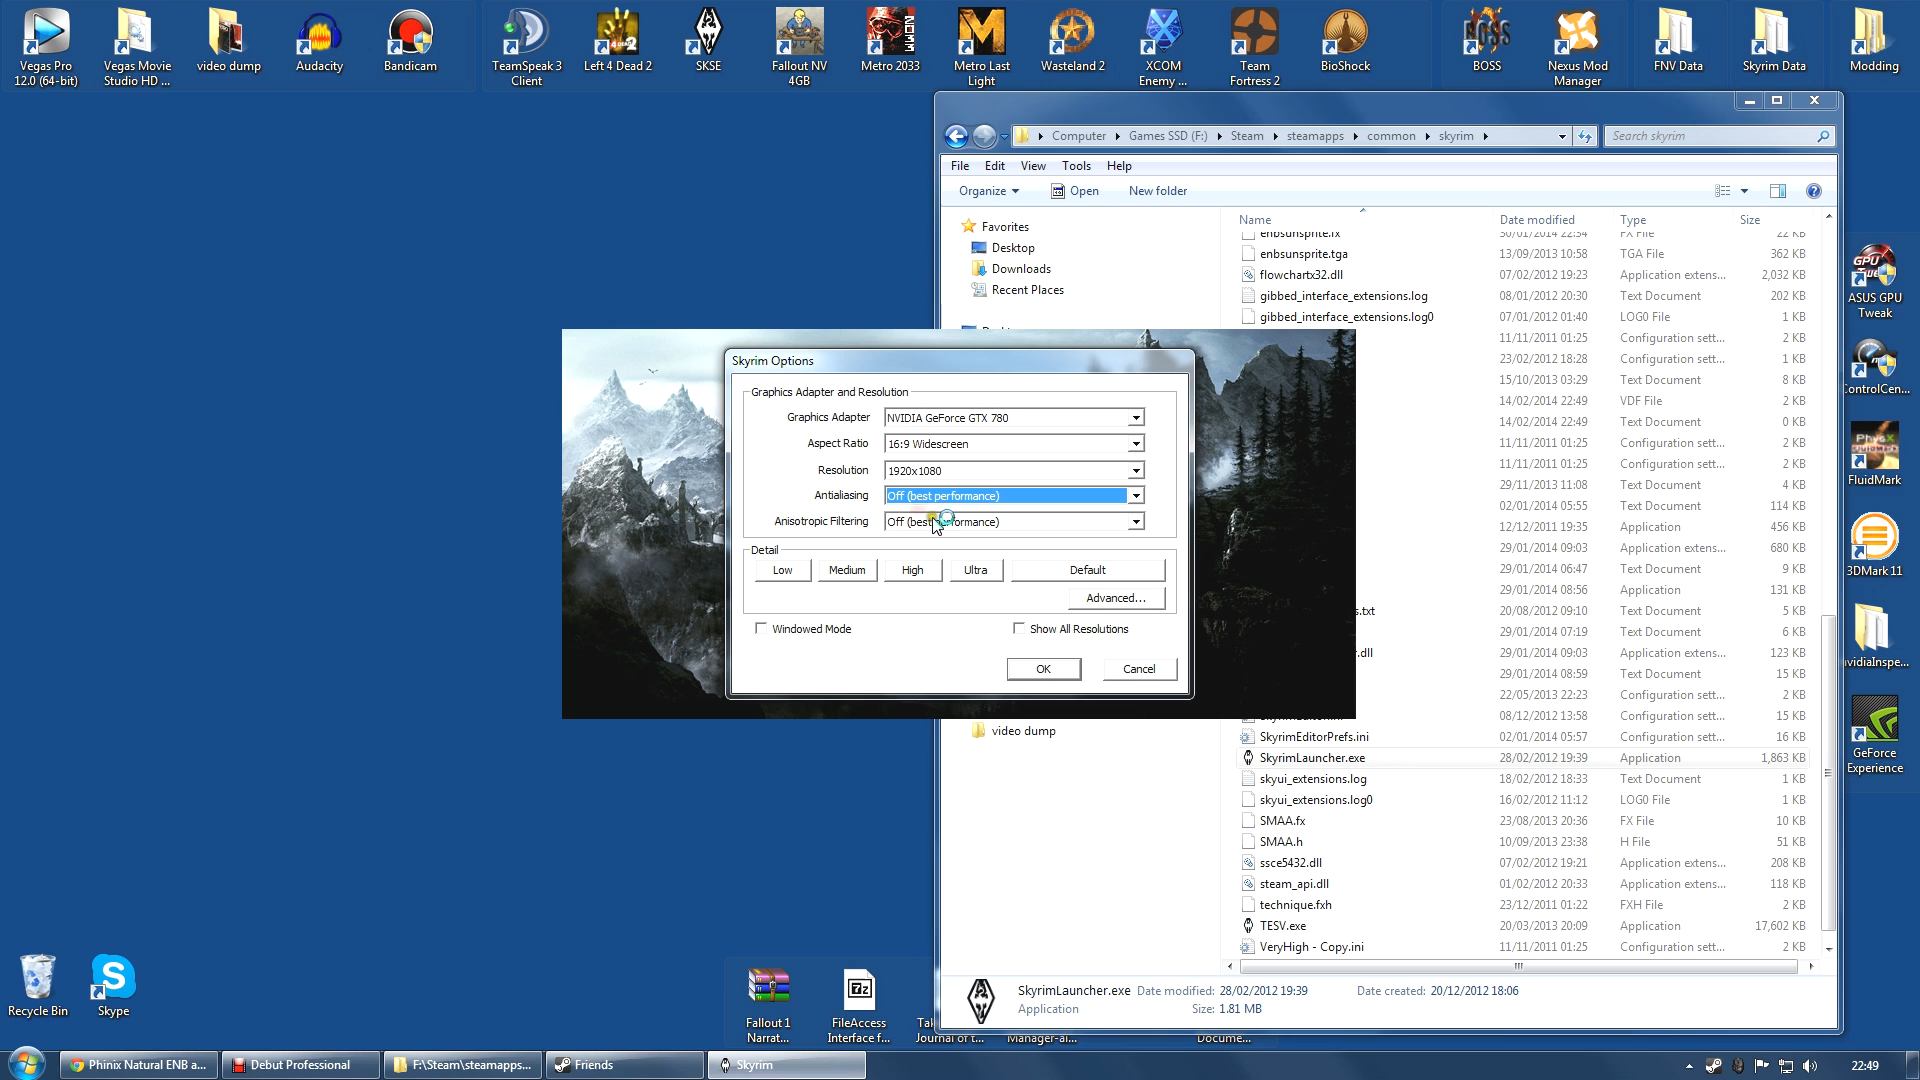 Vegas Pro
12.0 (64-bit)
Vegas Movie
Studio HD ...
video dump
Audacity
Bandicam
TeamSpeak 3
Client
Left 4 Dead 2
SKSE
Fallout NV
4GB
Metro 2033
Metro Last
Light
Wasteland 2
XCOM
Enemy ...
Team
Fortress 2
BioShock
BOSS
Nexus Mod
Manager
FNV Data
Skyrim Data
Modding
Computer
Games SSD (F:)
Steam
steamapps
common
skyrim
Search skyrim
File Edit View Tools Help
Organize
Open
New folder
Name Date modified Type Size
Favorites
Desktop
Downloads
Recent Places
video dump
enbsunsprite.fx 30/01/2014 22:54 FX File 22 KB
enbsunsprite.tga 13/09/2013 10:58 TGA File 362 KB
flowchartx32.dll 07/02/2012 19:23 Application extens... 2,032 KB
gibbed_interface_extensions.log 08/01/2012 20:30 Text Document 202 KB
gibbed_interface_extensions.log0 07/01/2012 01:40 LOG0 File 1 KB
11/11/2011 01:25 Configuration sett... 2 KB
23/02/2012 18:28 Configuration sett... 1 KB
15/10/2013 03:29 Text Document 8 KB
14/02/2014 22:49 VDF File 2 KB
14/02/2014 22:49 Text Document 0 KB
11/11/2011 01:25 Configuration sett... 2 KB
11/11/2011 01:25 Configuration sett... 2 KB
29/11/2013 11:08 Text Document 4 KB
02/01/2014 05:55 Text Document 114 KB
12/12/2011 19:35 Application 456 KB
29/01/2014 09:03 Application extens... 680 KB
29/01/2014 06:47 Text Document 9 KB
29/01/2014 08:56 Application 131 KB
s.txt 20/08/2012 09:10 Text Document 5 KB
29/01/2014 07:19 Text Document 6 KB
r.dll 29/01/2014 09:03 Application extens... 123 KB
29/01/2014 08:59 Text Document 15 KB
22/05/2013 22:23 Configuration sett... 2 KB
08/12/2012 13:58 Configuration sett... 15 KB
SkyrimEditorPrefs.ini 02/01/2014 05:57 Configuration sett... 16 KB
SkyrimLauncher.exe 28/02/2012 19:39 Application 1,863 KB
skyui_extensions.log 18/02/2012 18:33 Text Document 1 KB
skyui_extensions.log0 16/02/2012 11:12 LOG0 File 1 KB
SMAA.fx 23/08/2013 20:36 FX File 10 KB
SMAA.h 10/09/2013 23:38 H File 51 KB
ssce5432.dll 07/02/2012 19:21 Application extens... 208 KB
steam_api.dll 01/02/2012 20:33 Application extens... 118 KB
technique.fxh 23/12/2011 01:22 FXH File 2 KB
TESV.exe 20/03/2013 20:09 Application 17,602 KB
VeryHigh - Copy.ini 11/11/2011 01:25 Configuration sett... 2 KB
SkyrimLauncher.exe Date modified: 28/02/2012 19:39 Date created: 20/12/2012 18:06
Application Size: 1.81 MB
Skyrim Options
Graphics Adapter and Resolution
Graphics Adapter NVIDIA GeForce GTX 780
Aspect Ratio 16:9 Widescreen
Resolution 1920x1080
Antialiasing Off (best performance)
Anisotropic Filtering Off (best performance)
Detail
Low Medium High Ultra Default
Advanced...
Windowed Mode Show All Resolutions
OK Cancel
ASUS GPU
Tweak
ControlCen...
FluidMark
3DMark 11
nvidiaInspe...
GeForce
Experience
Recycle Bin
Skype
Fallout 1
Narrat...
FileAccess
Interface f...
Tak
Journal of t...
Manager-al...
Docume...
Phinix Natural ENB a...
Debut Professional
F:\Steam\steamapps...
Friends
Skyrim
22:49